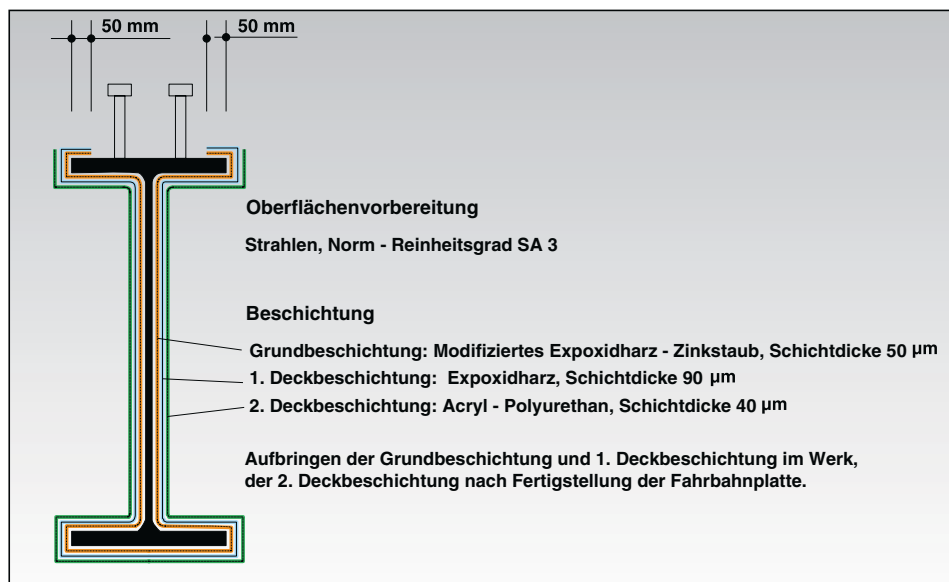 50 mm 50 mm
Oberflächenvorbereitung
Strahlen, Norm - Reinheitsgrad SA 3
Beschichtung
Grundbeschichtung: Modifiziertes Expoxidharz - Zinkstaub, Schichtdicke 50 µm
1. Deckbeschichtung: Expoxidharz, Schichtdicke 90 µm
2. Deckbeschichtung: Acryl - Polyurethan, Schichtdicke 40 µm
Aufbringen der Grundbeschichtung und 1. Deckbeschichtung im Werk,
der 2. Deckbeschichtung nach Fertigstellung der Fahrbahnplatte.